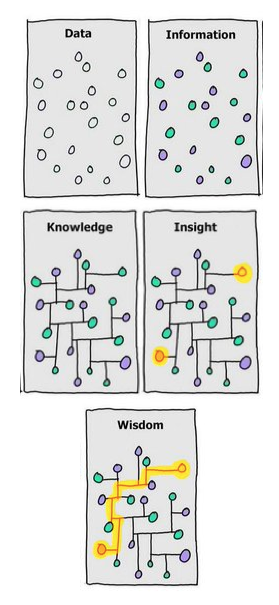 Data
Information
Knowledge
Insight
Wisdom